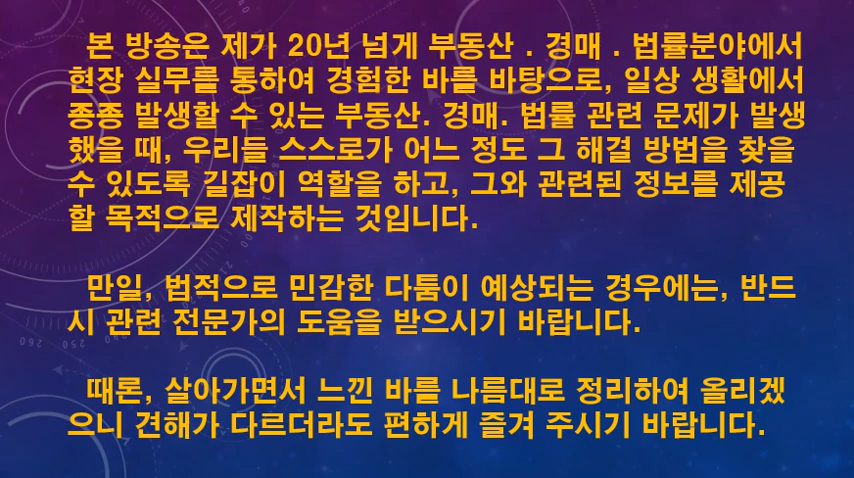 본 방송은 제가 20년 넘게 부동산 . 경매 . 법률분야에서
현장 실무를 통하여 경험한 바를 바탕으로, 일상 생활에서
종종 발생할 수 있는 부동산. 경매. 법률 관련 문제가 발생
했을 때, 우리들 스스로가 어느 정도 그 해결 방법을 찾을
수 있도록 길잡이 역할을 하고, 그와 관련된 정보를 제공
할 목적으로 제작하는 것입니다.
만일, 법적으로 민감한 다툼이 예상되는 경우에는, 반드
시 관련 전문가의 도움을 받으시기 바랍니다.
때론, 살아가면서 느낀 바를 나름대로 정리하여 올리겠
으니 견해가 다르더라도 편하게 즐겨 주시기 바랍니다.
260 250 240
210